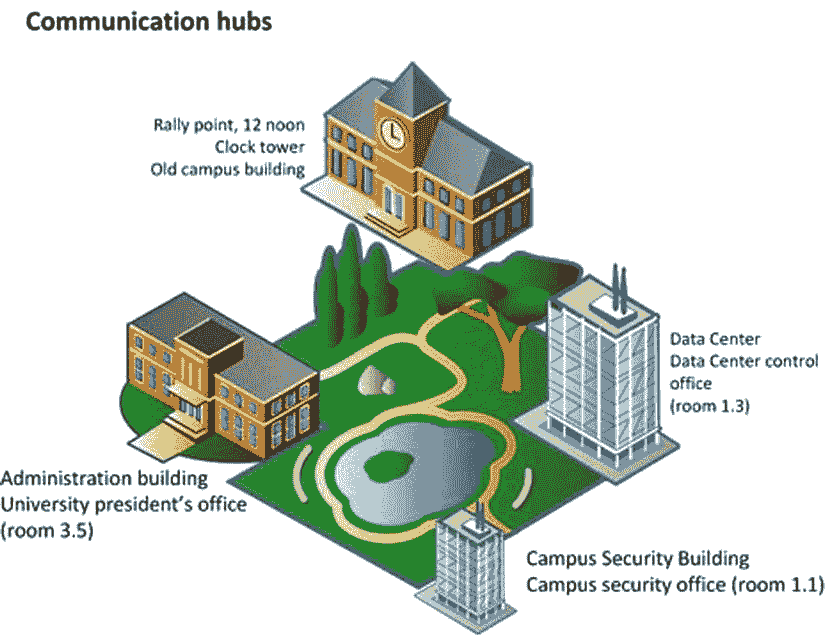 Communication hubs
Rally point, 12 noon
Clock tower
Old campus building
Data Center
Data Center control
office
(room 1.3)
Administration building
University president's office
(room 3.5)
Campus Security Building
Campus security office (room 1.1)